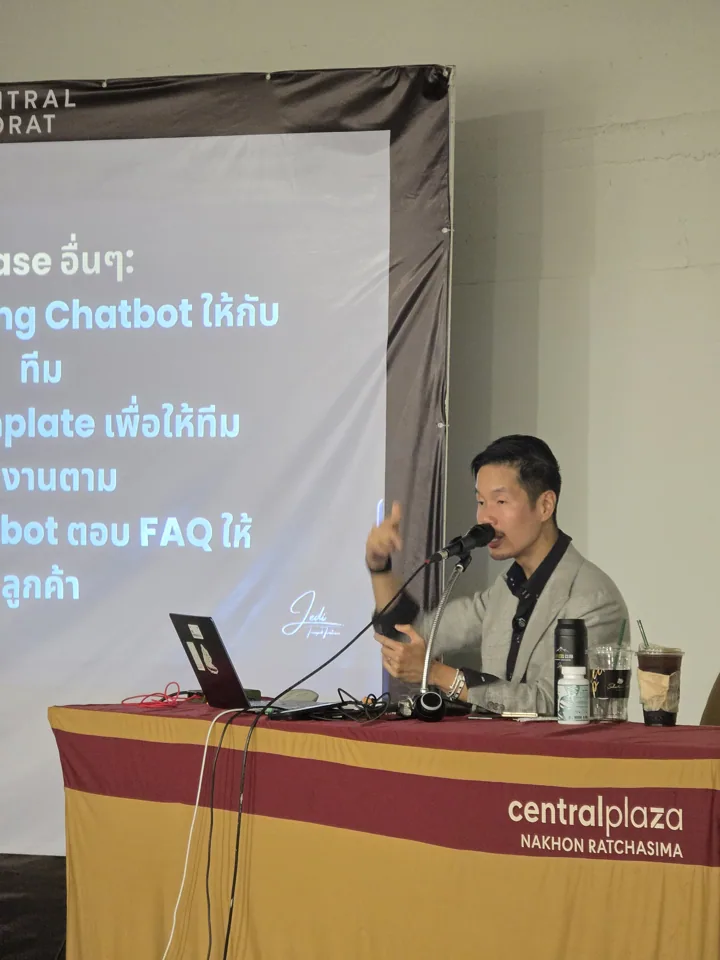 NTRAL
ORAT
ase อื่นๆ:
ng Chatbot ให้กับ
ทีม
plate เพื่อให้ทีม
งานตาม
bot ตอบ FAQ ให้
ลูกค้า
Jedi
centralplaza
NAKHON RATCHASIMA